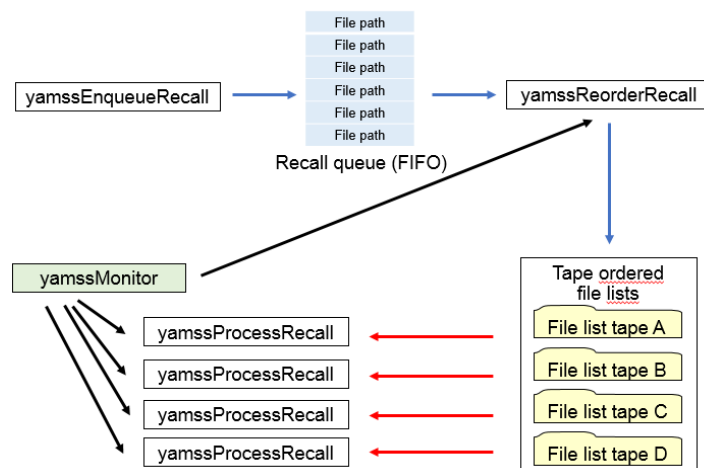 File path
File path
File path
File path
File path
File path
yamssEnqueueRecall
yamssReorderRecall
Recall queue (FIFO)
yamssMonitor
Tape ordered
file lists
yamssProcessRecall
File list tape A
yamssProcessRecall
File list tape B
yamssProcessRecall
File list tape C
yamssProcessRecall
File list tape D